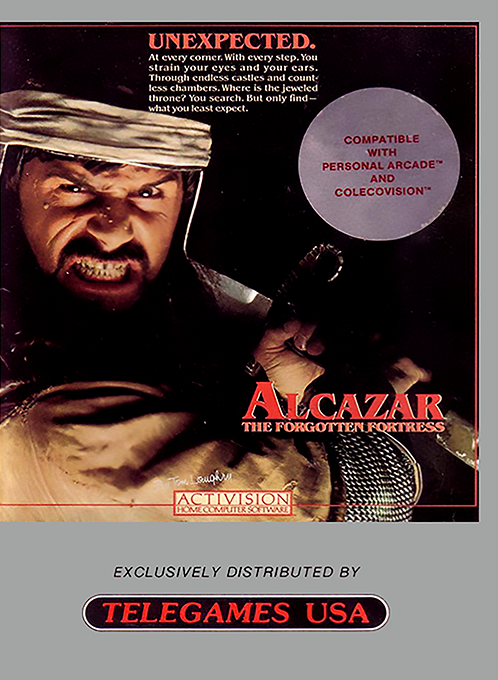 UNEXPECTED.
At every corner. With every step. You
strain your eyes and your ears.
Through endless castles and count-
less chambers. Where is the jeweled
throne? You search. But only find—
what you least expect.
COMPATIBLE
WITH
PERSONAL ARCADE™
AND
COLECOVISION™
ALCAZAR
THE FORGOTTEN FORTRESS
Tom Loughry
ACTIVISION
HOME COMPUTER SOFTWARE
EXCLUSIVELY DISTRIBUTED BY
TELEGAMES USA